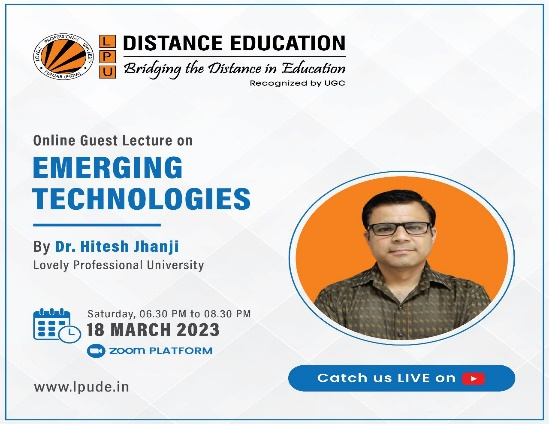 LPU DISTANCE EDUCATION
Bridging the Distance in Education
Recognized by UGC
Online Guest Lecture on
EMERGING
TECHNOLOGIES
By Dr. Hitesh Jhanji
Lovely Professional University
Saturday, 06.30 PM to 08.30 PM
18 MARCH 2023
zoom PLATFORM
www.lpude.in
Catch us LIVE on